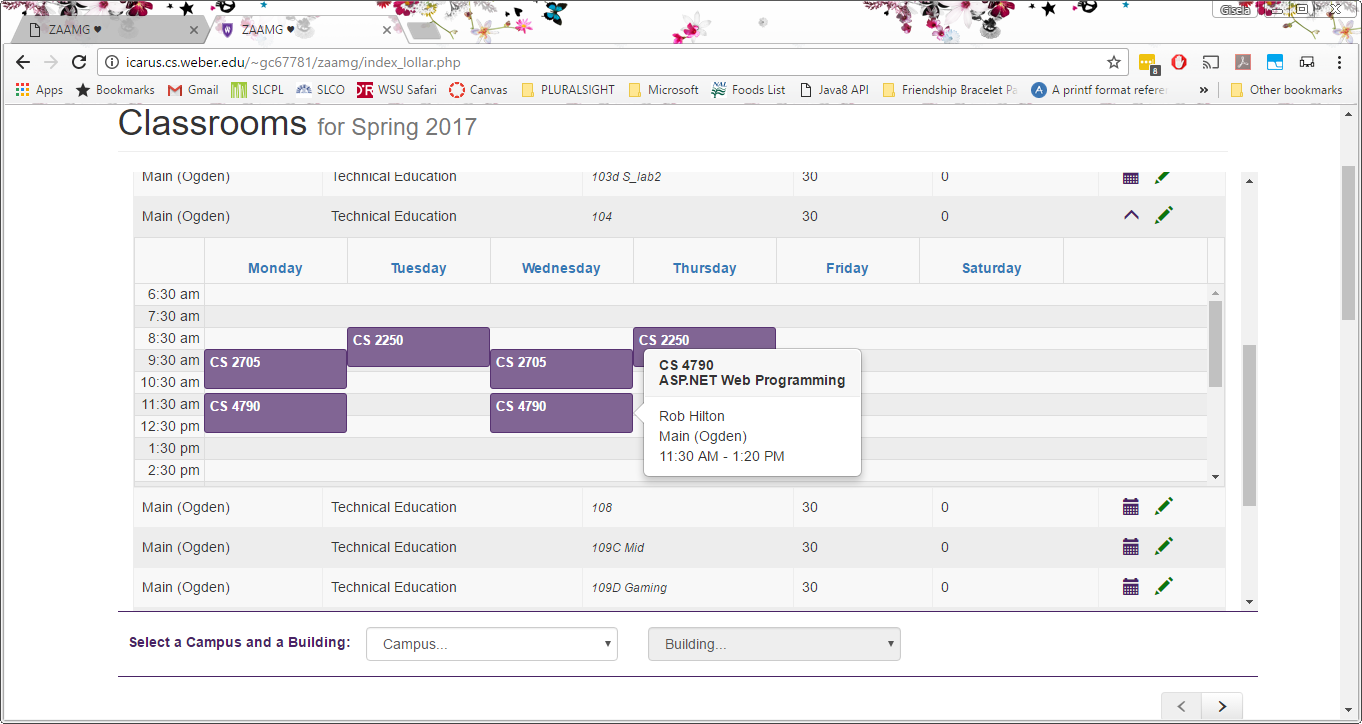 Gisela
ZAAMG ♥ ZAAMG ♥
icarus.cs.weber.edu/~gc67781/zaamg/index_lollar.php
8
Apps Bookmarks Gmail SLCPL SLCO WSU Safari Canvas PLURALSIGHT Microsoft Foods List Java8 API Friendship Bracelet Pa A printf format refere » Other bookmarks
Classrooms for Spring 2017
Main (Ogden) Technical Education 103d S_lab2 30 0
Main (Ogden) Technical Education 104 30 0
Monday Tuesday Wednesday Thursday Friday Saturday
6:30 am
7:30 am
8:30 am CS 2250 CS 2250
9:30 am CS 2705 CS 2705
10:30 am
11:30 am CS 4790 CS 4790
12:30 pm
1:30 pm
2:30 pm
CS 4790
ASP.NET Web Programming
Rob Hilton
Main (Ogden)
11:30 AM - 1:20 PM
Main (Ogden) Technical Education 108 30 0
Main (Ogden) Technical Education 109C Mid 30 0
Main (Ogden) Technical Education 109D Gaming 30 0
Select a Campus and a Building: Campus... Building...